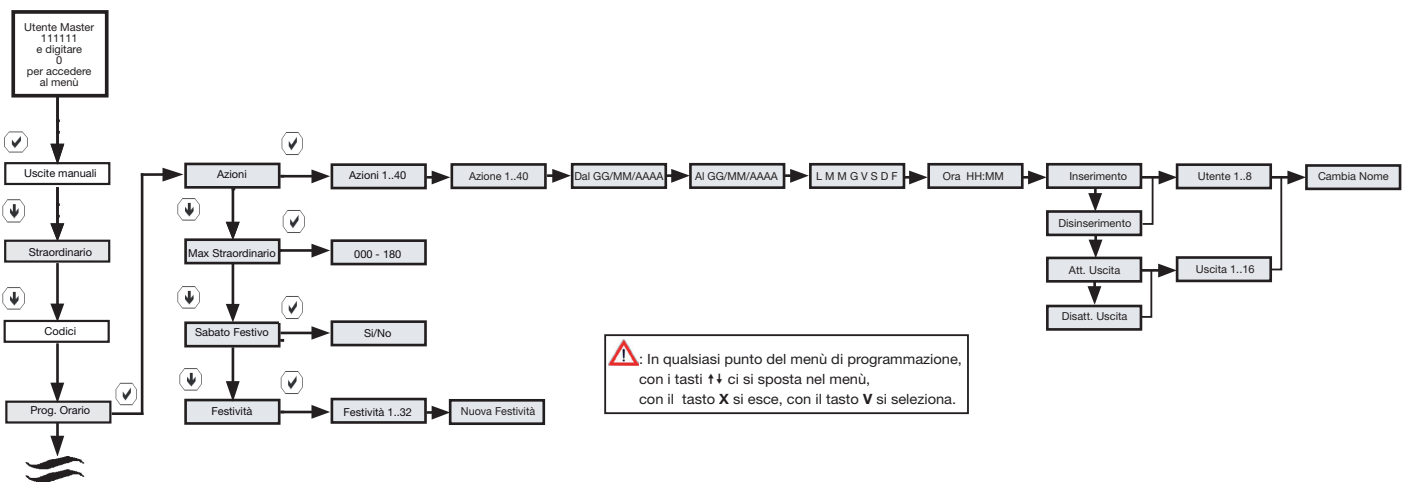 Utente Master
111111
e digitare
0
per accedere
al menù
Uscite manuali
Straordinario
Codici
Prog. Orario
Azioni
Azioni 1..40
Azione 1..40
Dal GG/MM/AAAA
Al GG/MM/AAAA
L M M G V S D F
Ora HH:MM
Inserimento
Utente 1..8
Cambia Nome
Disinserimento
Att. Uscita
Uscita 1..16
Disatt. Uscita
Max Straordinario
000 - 180
Sabato Festivo
Si/No
Festività
Festività 1..32
Nuova Festività
: In qualsiasi punto del menù di programmazione,
con i tasti ↑↓ ci si sposta nel menù,
con il tasto X si esce, con il tasto V si seleziona.